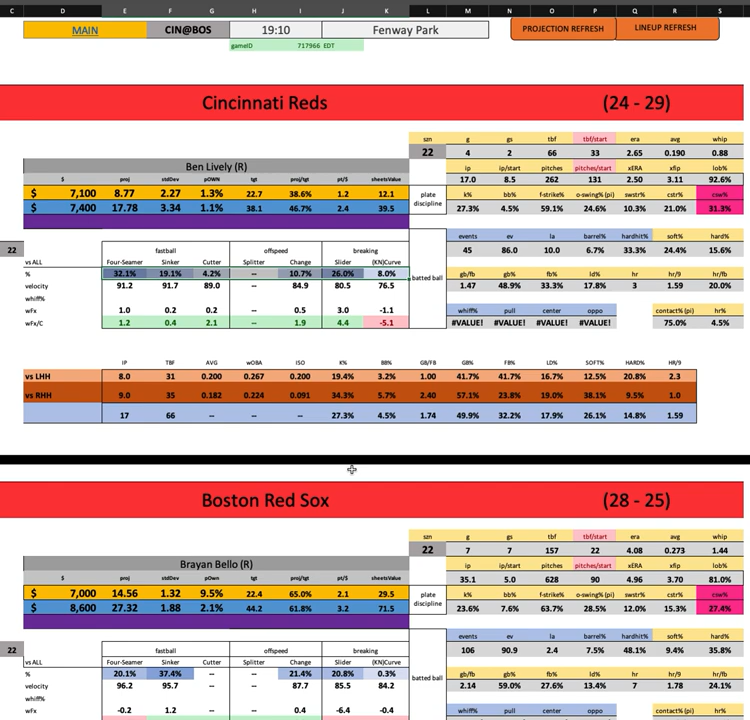 C D E F G H I J K L M N O P Q R S
MAIN CIN@BOS 19:10 Fenway Park PROJECTION REFRESH LINEUP REFRESH
gameID 717966 EDT
Cincinnati Reds (24 - 29)
szn g gs tbf tbf/start era avg whip
22 4 2 66 33 2.65 0.190 0.88
Ben Lively (R) ip ip/start pitches pitches/start xERA xfip lob%
$ proj stdDev pOWN tgt proj/tgt pt/$ sheetsValue 17.0 8.5 262 131 2.50 3.11 92.6%
$ 7,100 8.77 2.27 1.3% 22.7 38.6% 1.2 12.1 plate discipline k% bb% f-strike% o-swing% (pi) swstr% cstr% csw%
$ 7,400 17.78 3.34 1.1% 38.1 46.7% 2.4 39.5 27.3% 4.5% 59.1% 24.6% 10.3% 21.0% 31.3%
events ev la barrel% hardhit% soft% hard%
22 fastball offspeed breaking 45 86.0 10.0 6.7% 33.3% 24.4% 15.6%
vs ALL Four-Seamer Sinker Cutter Splitter Change Slider (KN)Curve
% 32.1% 19.1% 4.2% -- 10.7% 26.0% 8.0% batted ball gb/fb gb% fb% ld% hr hr/9 hr/fb
velocity 91.2 91.7 89.0 84.9 80.5 76.5 1.47 48.9% 33.3% 17.8% 3 1.59 20.0%
whiff%
wFx 1.0 0.2 0.2 0.5 3.0 -1.1 whiff% pull center oppo contact% (pi) hr%
wFx/C 1.2 0.4 2.1 1.9 4.4 -5.1 #VALUE! #VALUE! #VALUE! #VALUE! 75.0% 4.5%
IP TBF AVG wOBA ISO K% BB% GB/FB GB% FB% LD% SOFT% HARD% HR/9
vs LHH 8.0 31 0.200 0.267 0.200 19.4% 3.2% 1.00 41.7% 41.7% 16.7% 12.5% 20.8% 2.3
vs RHH 9.0 35 0.182 0.224 0.091 34.3% 5.7% 2.40 57.1% 23.8% 19.0% 38.1% 9.5% 1.0
17 66 -- -- -- 27.3% 4.5% 1.74 49.9% 32.2% 17.9% 26.1% 14.8% 1.59
Boston Red Sox (28 - 25)
szn g gs tbf tbf/start era avg whip
22 7 7 157 22 4.08 0.273 1.44
Brayan Bello (R) ip ip/start pitches pitches/start xERA xfip lob%
$ proj stdDev pOwn tgt proj/tgt pt/$ sheetsValue 35.1 5.0 628 90 4.96 3.70 81.0%
$ 7,000 14.56 1.32 9.5% 22.4 65.0% 2.1 29.5 plate discipline k% bb% f-strike% o-swing% (pi) swstr% cstr% csw%
$ 8,600 27.32 1.88 2.1% 44.2 61.8% 3.2 71.5 23.6% 7.6% 63.7% 28.5% 12.0% 15.3% 27.4%
events ev la barrel% hardhit% soft% hard%
22 fastball offspeed breaking 106 90.9 2.4 7.5% 48.1% 9.4% 35.8%
vs ALL Four-Seamer Sinker Cutter Splitter Change Slider (KN)Curve
% 20.1% 37.4% -- -- 21.4% 20.8% 0.3% batted ball gb/fb gb% fb% ld% hr hr/9 hr/fb
velocity 96.2 95.7 -- -- 87.7 85.5 84.2 2.14 59.0% 27.6% 13.4% 7 1.78 24.1%
whiff%
wFx -0.2 1.2 0.4 -6.4 -0.4 whiff% pull center oppo contact% (pi) hr%